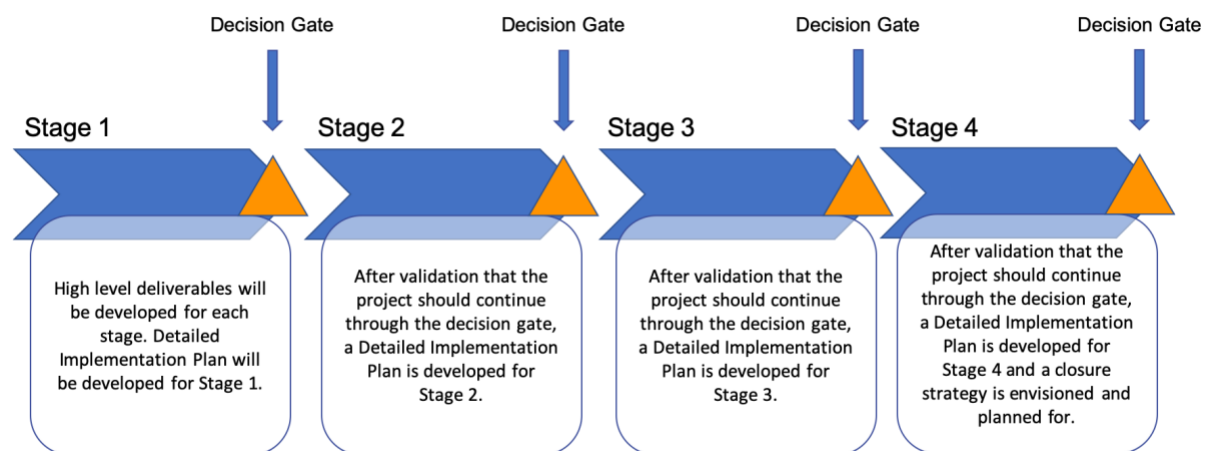 Decision Gate
Decision Gate
Decision Gate
Decision Gate
Stage 1
Stage 2
Stage 3
Stage 4
High level deliverables will
be developed for each
stage. Detailed
Implementation Plan will
be developed for Stage 1.
After validation that the
project should continue
through the decision gate,
a Detailed Implementation
Plan is developed for
Stage 2.
After validation that the
project should continue
through the decision gate,
a Detailed Implementation
Plan is developed for
Stage 3.
After validation that the
project should continue
through the decision gate,
a Detailed Implementation
Plan is developed for
Stage 4 and a closure
strategy is envisioned and
planned for.